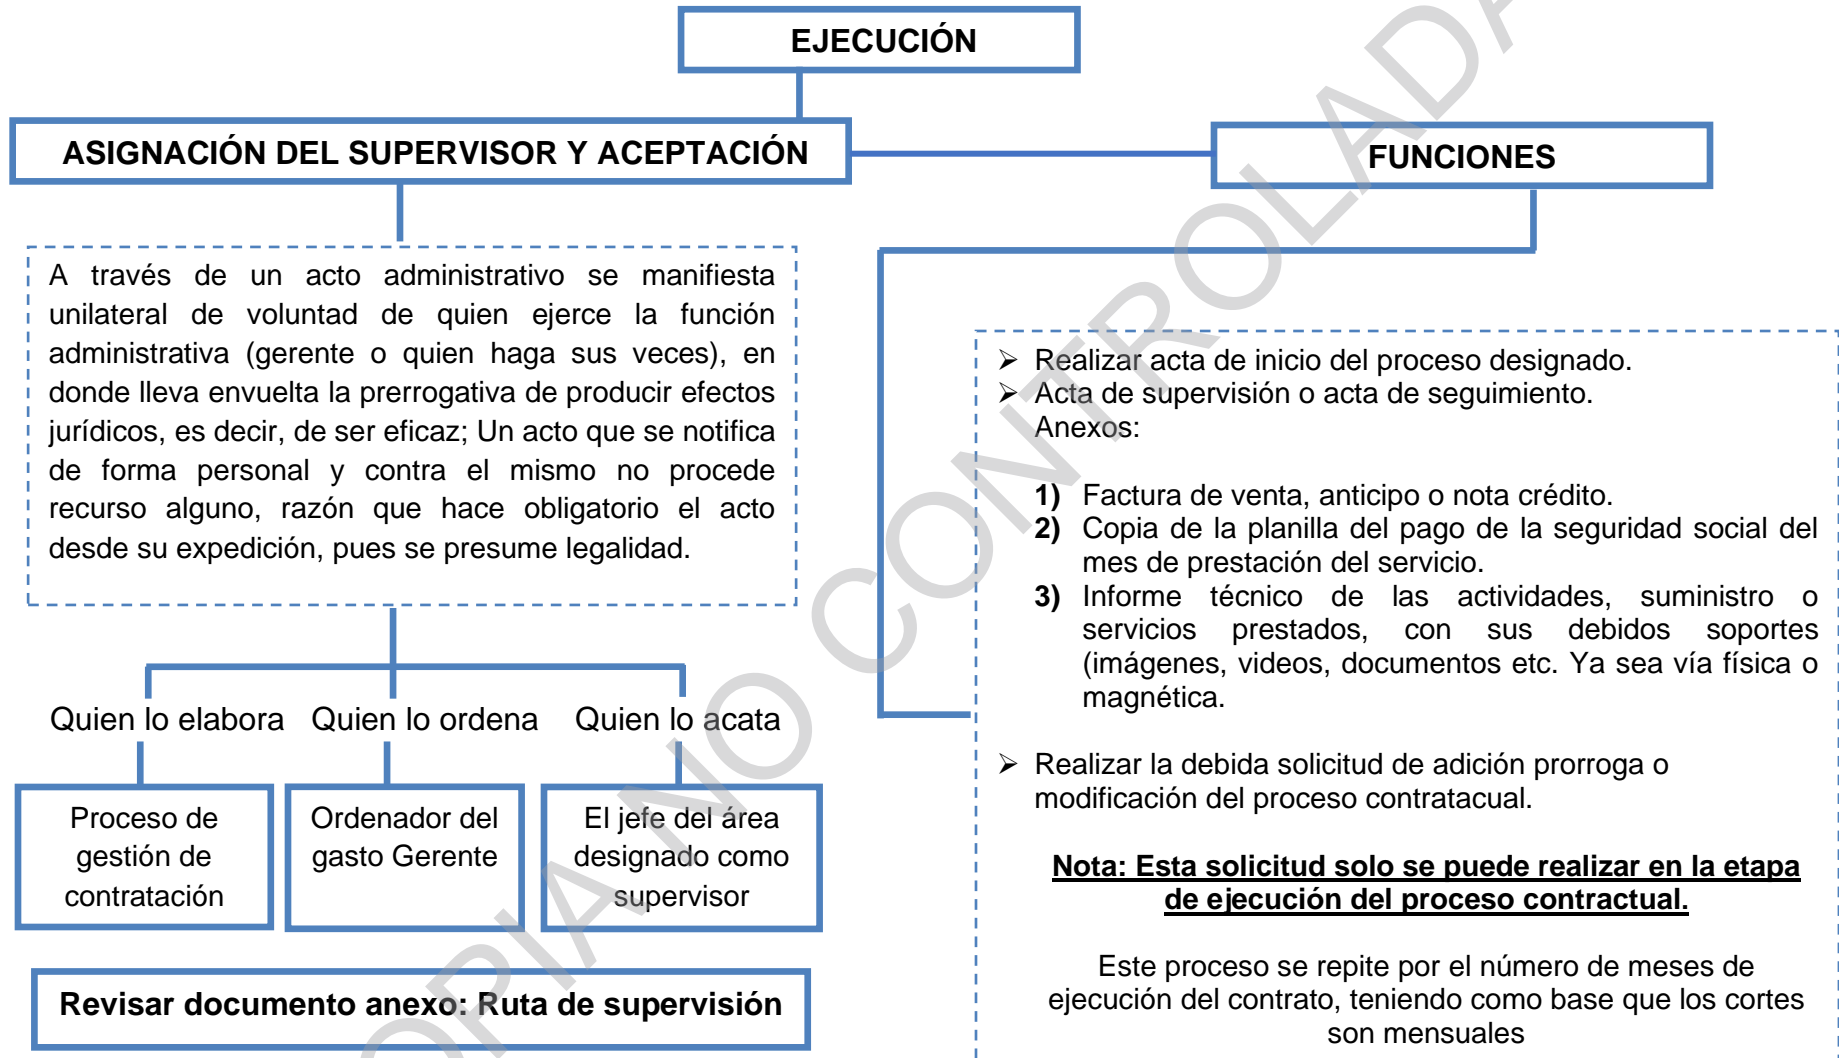 EJECUCIÓN
ASIGNACIÓN DEL SUPERVISOR Y ACEPTACIÓN
FUNCIONES
A través de un acto administrativo se manifiesta
unilateral de voluntad de quien ejerce la función
administrativa (gerente o quien haga sus veces), en
donde lleva envuelta la prerrogativa de producir efectos
jurídicos, es decir, de ser eficaz; Un acto que se notifica
de forma personal y contra el mismo no procede
recurso alguno, razón que hace obligatorio el acto
desde su expedición, pues se presume legalidad.
Quien lo elabora
Quien lo ordena
Quien lo acata
Proceso de
gestión de
contratación
Ordenador del
gasto Gerente
El jefe del área
designado como
supervisor
Revisar documento anexo: Ruta de supervisión
➢ Realizar acta de inicio del proceso designado.
➢ Acta de supervisión o acta de seguimiento.
Anexos:
1) Factura de venta, anticipo o nota crédito.
2) Copia de la planilla del pago de la seguridad social del
mes de prestación del servicio.
3) Informe técnico de las actividades, suministro o
servicios prestados, con sus debidos soportes
(imágenes, videos, documentos etc. Ya sea vía física o
magnética.
➢ Realizar la debida solicitud de adición prorroga o
modificación del proceso contratacual.
Nota: Esta solicitud solo se puede realizar en la etapa
de ejecución del proceso contractual.
Este proceso se repite por el número de meses de
ejecución del contrato, teniendo como base que los cortes
son mensuales
OPIA NO CONTROLADA